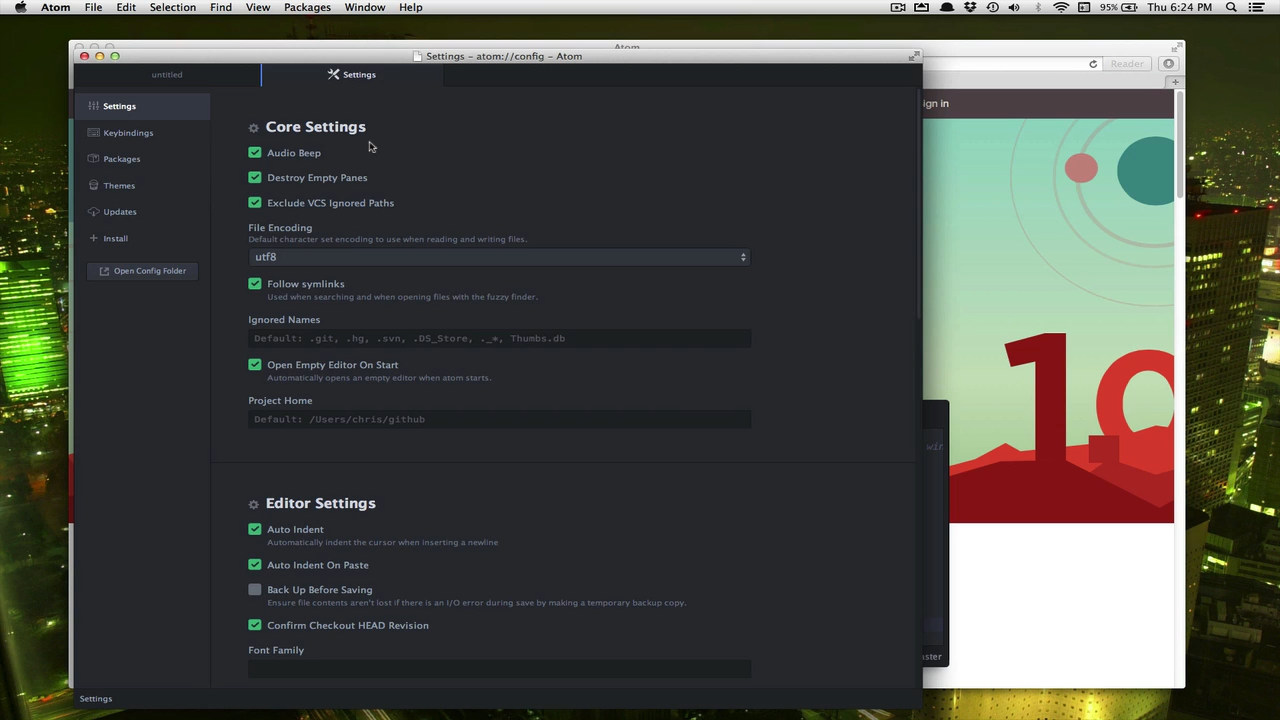 Atom File Edit Selection Find View Packages Window Help 95% Thu 6:24 PM
Atom
Settings - atom://config - Atom
Reader
untitled Settings
Settings
Keybindings
Packages
Themes
Updates
Install
Open Config Folder
Core Settings
Audio Beep
Destroy Empty Panes
Exclude VCS Ignored Paths
File Encoding
Default character set encoding to use when reading and writing files.
utf8
Follow symlinks
Used when searching and when opening files with the fuzzy finder.
Ignored Names
Default: .git, .hg, .svn, .DS_Store, ._*, Thumbs.db
Open Empty Editor On Start
Automatically opens an empty editor when atom starts.
Project Home
Default: /Users/chris/github
Editor Settings
Auto Indent
Automatically indent the cursor when inserting a newline
Auto Indent On Paste
Back Up Before Saving
Ensure file contents aren't lost if there is an I/O error during save by making a temporary backup copy.
Confirm Checkout HEAD Revision
Font Family
Settings
ign in
10
win
ster